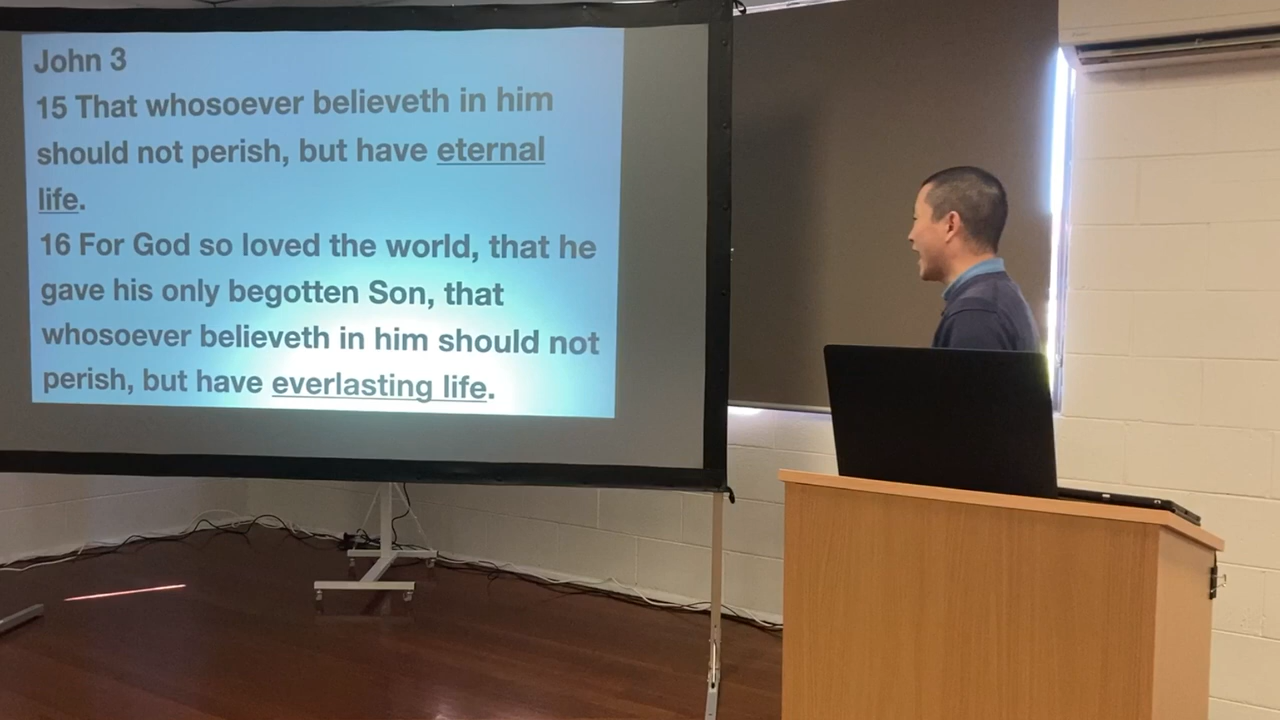 John 3
15 That whosoever believeth in him
should not perish, but have eternal
life.
16 For God so loved the world, that he
gave his only begotten Son, that
whosoever believeth in him should not
perish, but have everlasting life.